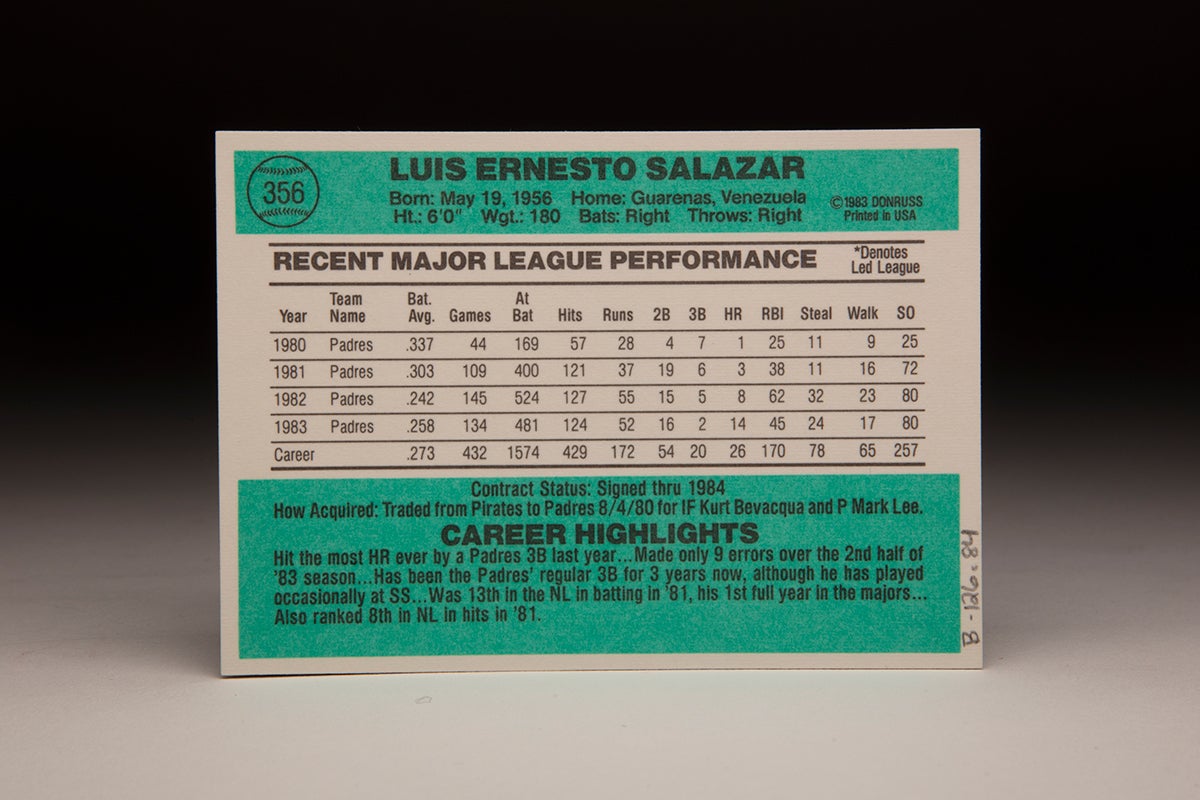 356
LUIS ERNESTO SALAZAR
Born: May 19, 1956 Home: Guarenas, Venezuela
Ht.: 6'0" Wgt.: 180 Bats: Right Throws: Right
©1983 DONRUSS
Printed in USA
RECENT MAJOR LEAGUE PERFORMANCE
*Denotes
Led League
Year Team Name Bat. Avg. Games At Bat Hits Runs 2B 3B HR RBI Steal Walk SO
1980 Padres .337 44 169 57 28 4 7 1 25 11 9 25
1981 Padres .303 109 400 121 37 19 6 3 38 11 16 72
1982 Padres .242 145 524 127 55 15 5 8 62 32 23 80
1983 Padres .258 134 481 124 52 16 2 14 45 24 17 80
Career .273 432 1574 429 172 54 20 26 170 78 65 257
Contract Status: Signed thru 1984
How Acquired: Traded from Pirates to Padres 8/4/80 for IF Kurt Bevacqua and P Mark Lee.
CAREER HIGHLIGHTS
Hit the most HR ever by a Padres 3B last year...Made only 9 errors over the 2nd half of
'83 season...Has been the Padres' regular 3B for 3 years now, although he has played
occasionally at SS...Was 13th in the NL in batting in '81, his 1st full year in the majors...
Also ranked 8th in NL in hits in '81.
B-126.84